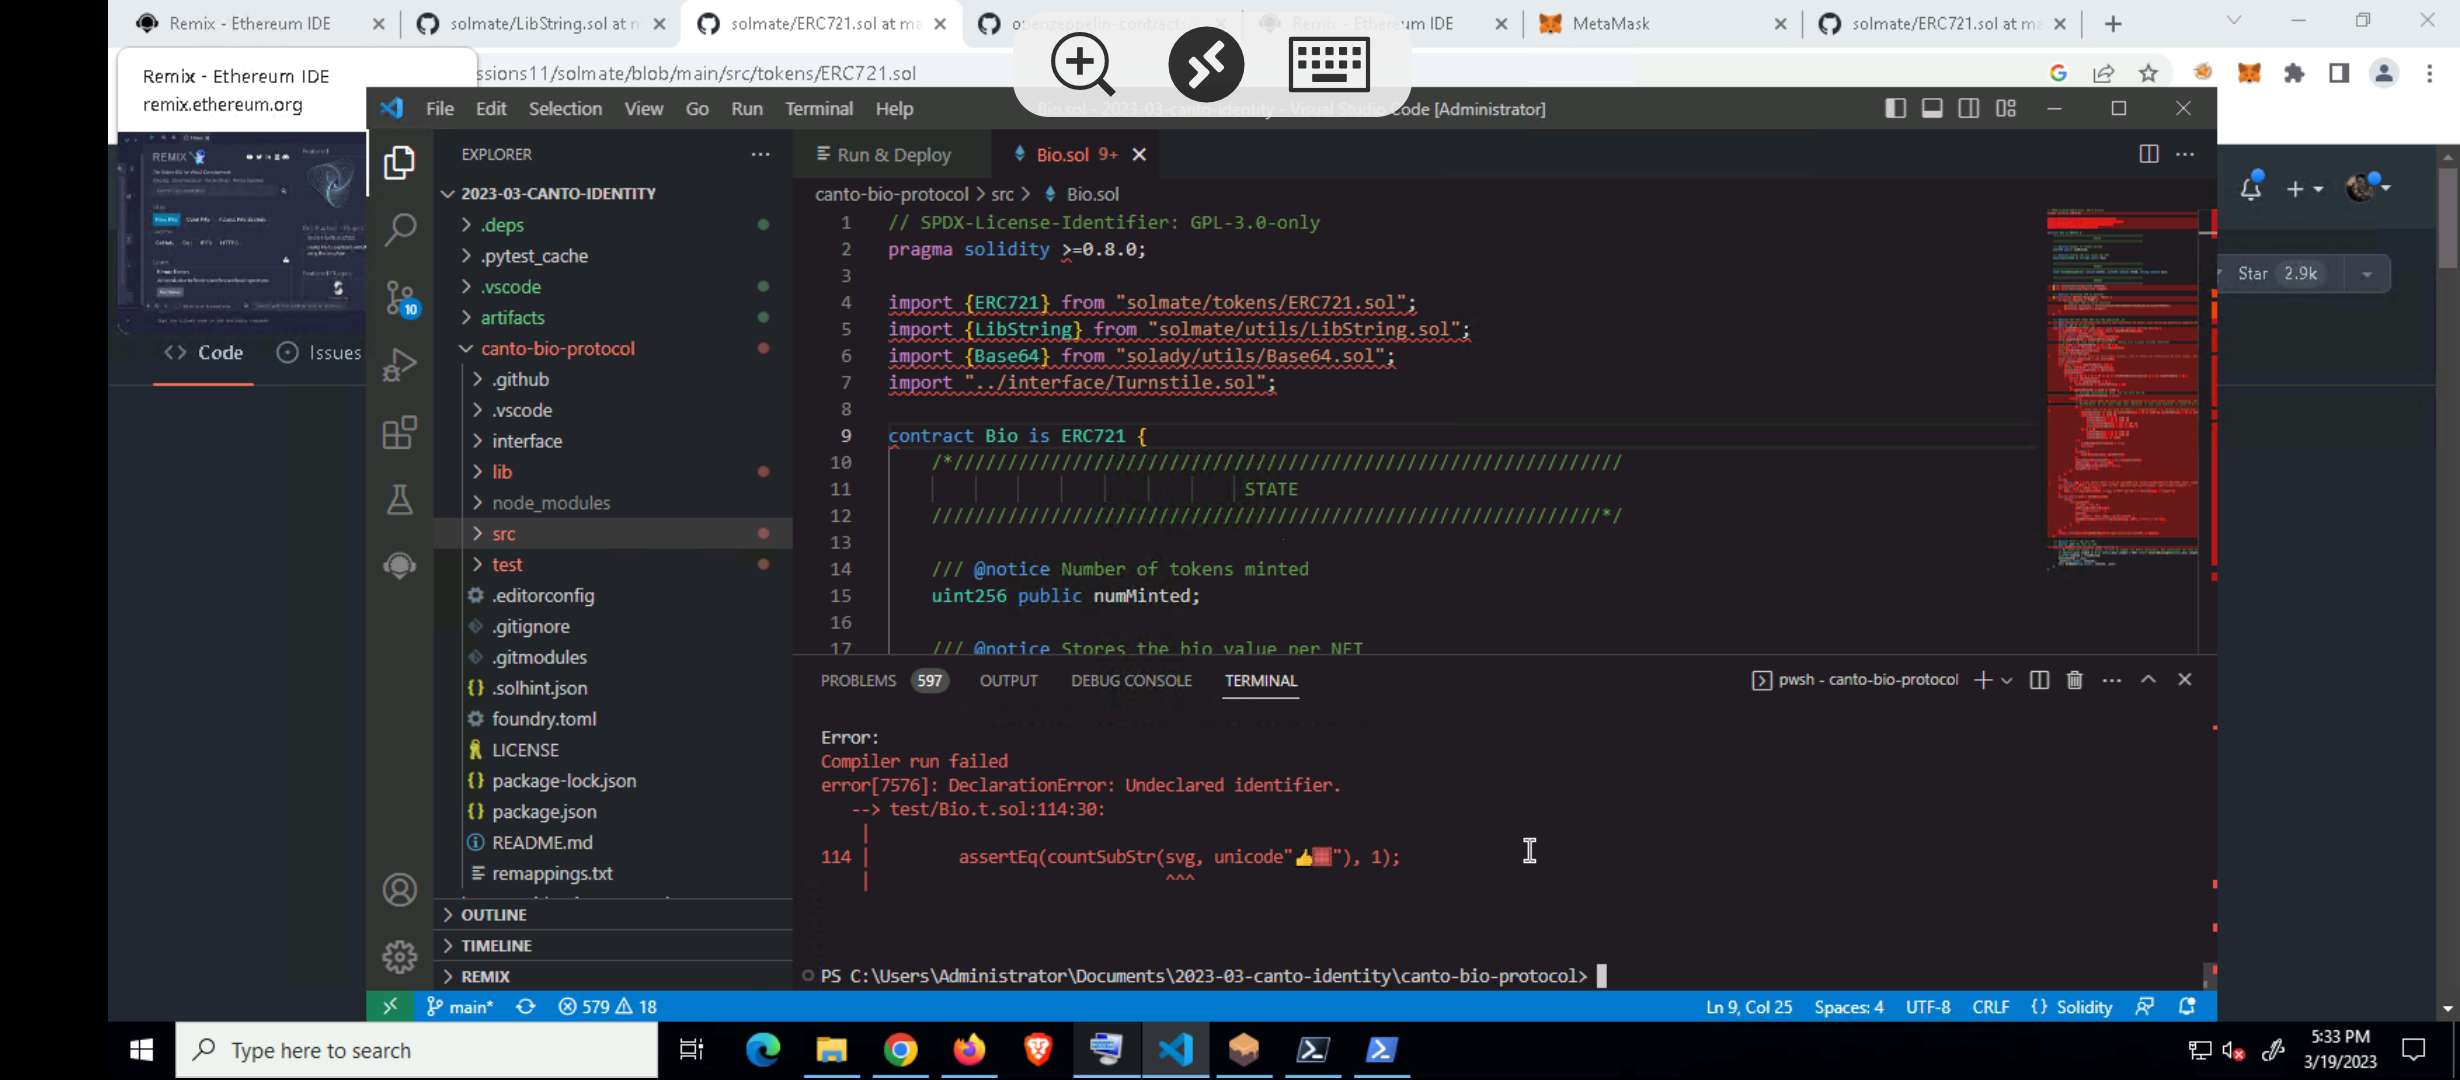 Remix - Ethereum IDE
solmate/LibString.sol at m
solmate/ERC721.sol at ma
MetaMask
solmate/ERC721.sol at ma
Remix - Ethereum IDE
remix.ethereum.org
ssions11/solmate/blob/main/src/tokens/ERC721.sol
File Edit Selection View Go Run Terminal Help
Bio.sol - 2023-03-canto-identity - Visual Studio Code [Administrator]
EXPLORER
Run & Deploy
Bio.sol 9+
2023-03-CANTO-IDENTITY
canto-bio-protocol > src > Bio.sol
.deps
.pytest_cache
.vscode
artifacts
canto-bio-protocol
.github
.vscode
interface
lib
node_modules
src
test
.editorconfig
.gitignore
.gitmodules
.solhint.json
foundry.toml
LICENSE
package-lock.json
package.json
README.md
remappings.txt
OUTLINE
TIMELINE
REMIX
REMIX
Code
Issues
Star 2.9k
10
1 // SPDX-License-Identifier: GPL-3.0-only
2 pragma solidity >=0.8.0;
3
4 import {ERC721} from "solmate/tokens/ERC721.sol";
5 import {LibString} from "solmate/utils/LibString.sol";
6 import {Base64} from "solady/utils/Base64.sol";
7 import "../interface/Turnstile.sol";
8
9 contract Bio is ERC721 {
10 /*//////////////////////////////////////////////////////////////
11 STATE
12 //////////////////////////////////////////////////////////////*/
13
14 /// @notice Number of tokens minted
15 uint256 public numMinted;
16
17 /// @notice Stores the bio value per NFT
PROBLEMS 597 OUTPUT DEBUG CONSOLE TERMINAL
pwsh - canto-bio-protocol
Error:
Compiler run failed
error[7576]: DeclarationError: Undeclared identifier.
--> test/Bio.t.sol:114:30:
|
114 | assertEq(countSubStr(svg, unicode"👍🏿"), 1);
| ^^^
PS C:\Users\Administrator\Documents\2023-03-canto-identity\canto-bio-protocol>
main* 579 18
Ln 9, Col 25 Spaces: 4 UTF-8 CRLF {} Solidity
Type here to search
5:33 PM
3/19/2023